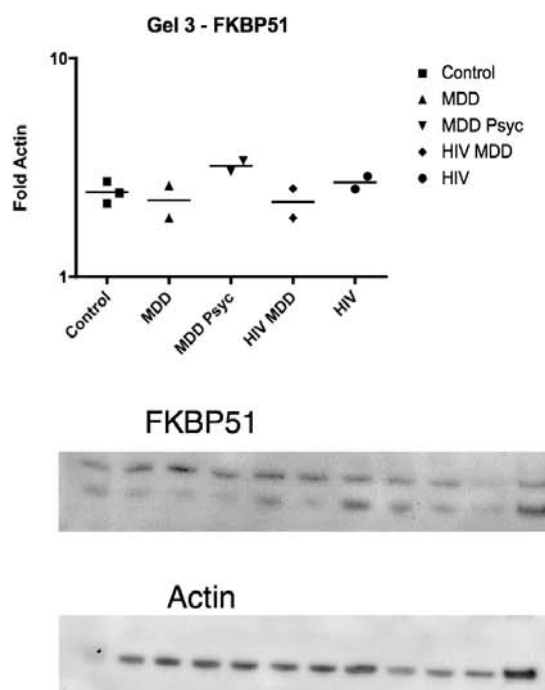 Gel 3 - FKBP51
10
Fold Actin
1
Control
MDD
MDD Psyc
HIV MDD
HIV
Control
MDD
MDD Psyc
HIV MDD
HIV
FKBP51
Actin